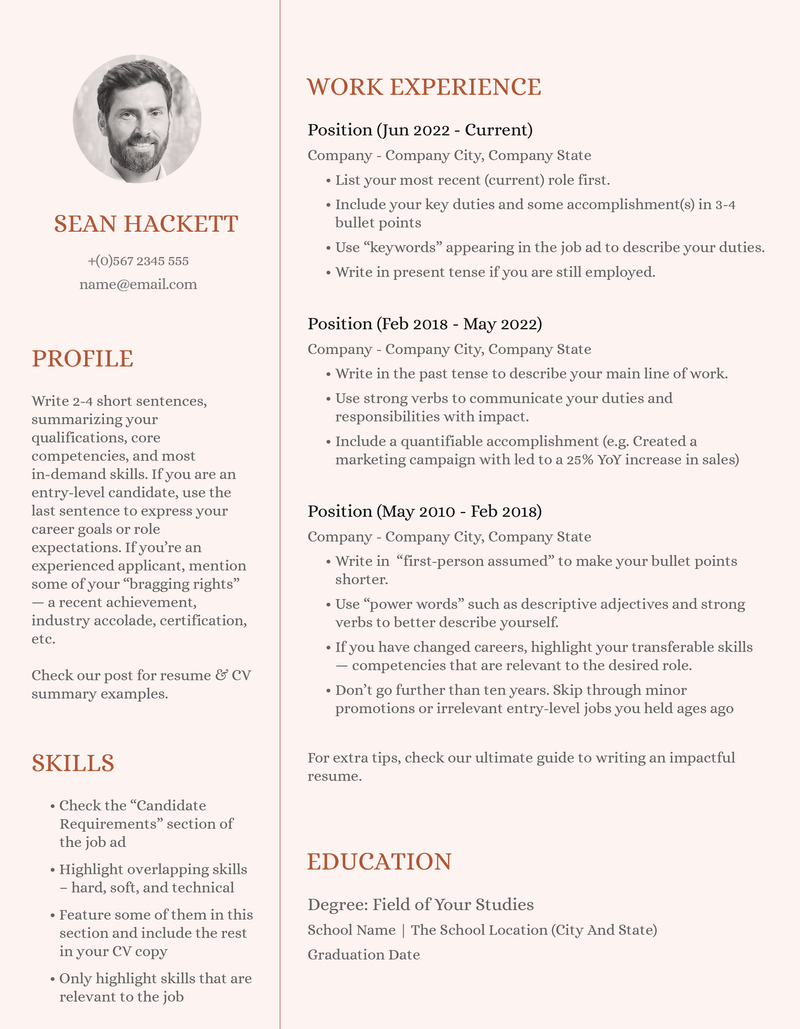 SEAN HACKETT
+(0)567 2345 555
name@email.com
PROFILE
Write 2-4 short sentences,
summarizing your
qualifications, core
competencies, and most
in-demand skills. If you are an
entry-level candidate, use the
last sentence to express your
career goals or role
expectations. If you’re an
experienced applicant, mention
some of your “bragging rights”
— a recent achievement,
industry accolade, certification,
etc.
Check our post for resume & CV
summary examples.
SKILLS
• Check the “Candidate
Requirements” section of
the job ad
• Highlight overlapping skills
– hard, soft, and technical
• Feature some of them in this
section and include the rest
in your CV copy
• Only highlight skills that are
relevant to the job
WORK EXPERIENCE
Position (Jun 2022 - Current)
Company - Company City, Company State
• List your most recent (current) role first.
• Include your key duties and some accomplishment(s) in 3-4
bullet points
• Use “keywords” appearing in the job ad to describe your duties.
• Write in present tense if you are still employed.
Position (Feb 2018 - May 2022)
Company - Company City, Company State
• Write in the past tense to describe your main line of work.
• Use strong verbs to communicate your duties and
responsibilities with impact.
• Include a quantifiable accomplishment (e.g. Created a
marketing campaign with led to a 25% YoY increase in sales)
Position (May 2010 - Feb 2018)
Company - Company City, Company State
• Write in “first-person assumed” to make your bullet points
shorter.
• Use “power words” such as descriptive adjectives and strong
verbs to better describe yourself.
• If you have changed careers, highlight your transferable skills
— competencies that are relevant to the desired role.
• Don’t go further than ten years. Skip through minor
promotions or irrelevant entry-level jobs you held ages ago
For extra tips, check our ultimate guide to writing an impactful
resume.
EDUCATION
Degree: Field of Your Studies
School Name | The School Location (City And State)
Graduation Date